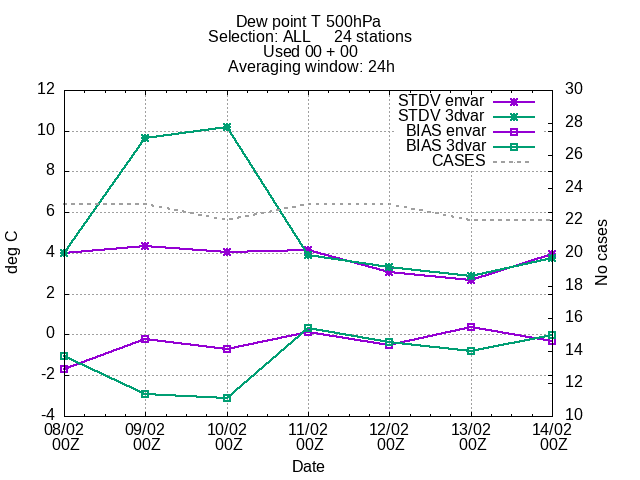 Dew point T 500hPa
Selection: ALL 24 stations
Used 00 + 00
Averaging window: 24h
STDV envar
STDV 3dvar
BIAS envar
BIAS 3dvar
CASES
12
10
8
6
4
2
0
-2
-4
deg C
30
28
26
24
22
20
18
16
14
12
10
No cases
08/02 09/02 10/02 11/02 12/02 13/02 14/02
00Z 00Z 00Z 00Z 00Z 00Z 00Z
Date